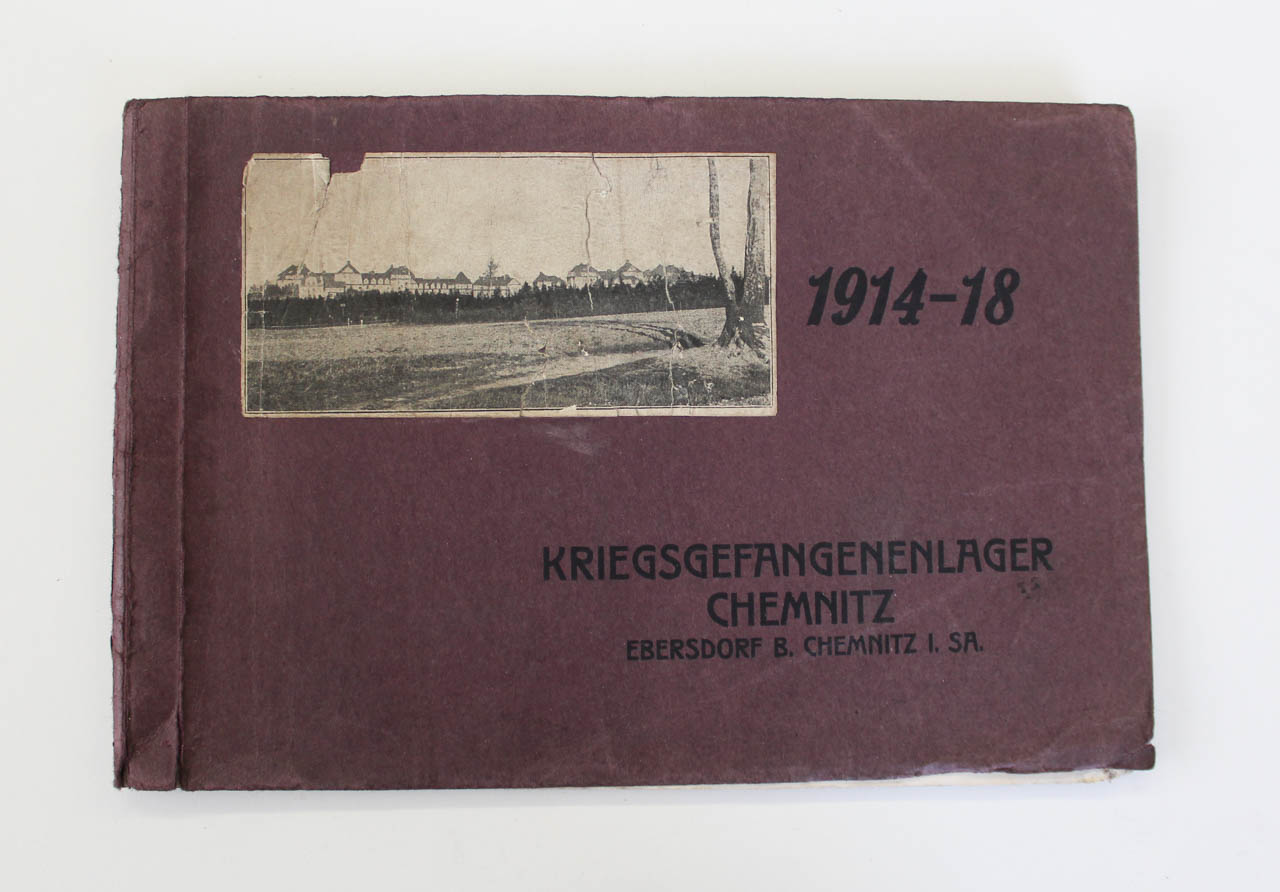 1914-18
KRIEGSGEFANGENENLAGER
CHEMNITZ
EBERSDORF B. CHEMNITZ I. SA.